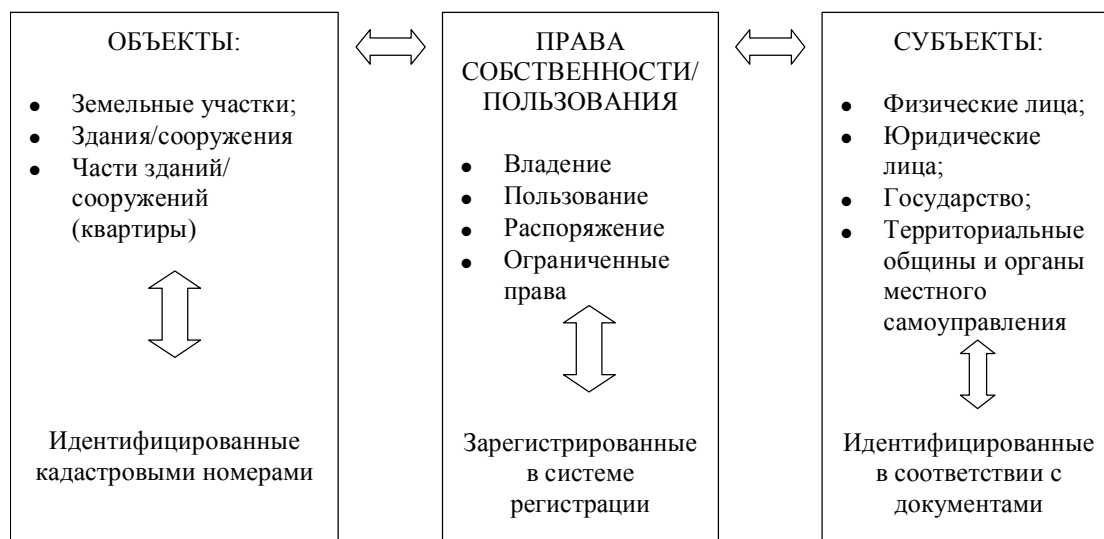 ОБЪЕКТЫ:
● Земельные участки;
● Здания/сооружения
● Части зданий/
сооружений
(квартиры)
Идентифицированные
кадастровыми номерами
ПРАВА
СОБСТВЕННОСТИ/
ПОЛЬЗОВАНИЯ
● Владение
● Пользование
● Распоряжение
● Ограниченные
права
Зарегистрированные
в системе
регистрации
СУБЪЕКТЫ:
● Физические лица;
● Юридические
лица;
● Государство;
● Территориальные
общины и органы
местного
самоуправления
Идентифицированные
в соответствии с
документами